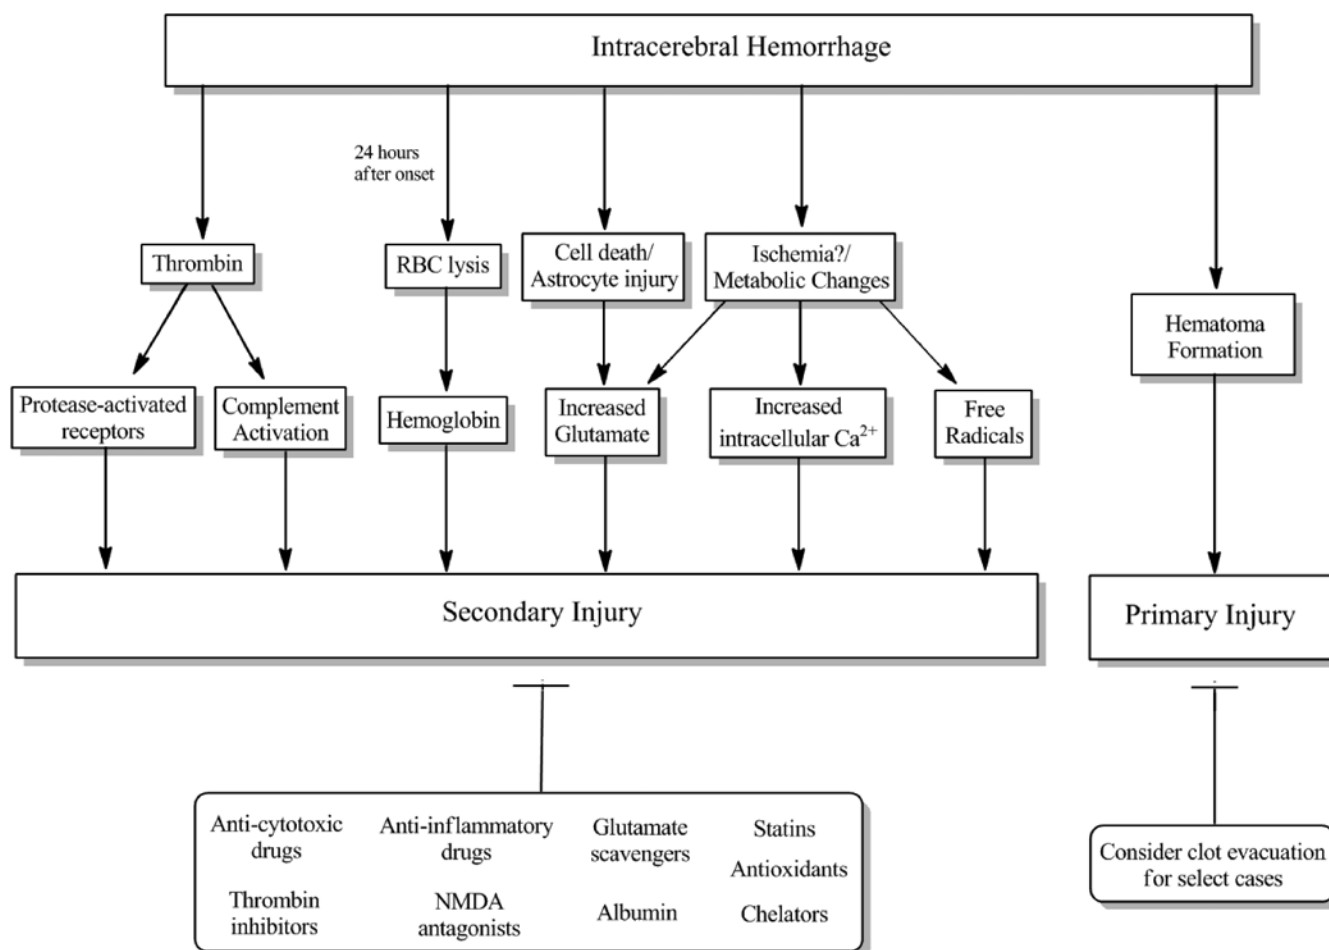 Intracerebral Hemorrhage
24 hours
after onset
Thrombin
RBC lysis
Cell death/
Astrocyte injury
Ischemia?/
Metabolic Changes
Hematoma
Formation
Protease-activated
receptors
Complement
Activation
Hemoglobin
Increased
Glutamate
Increased
intracellular Ca²⁺
Free
Radicals
Secondary Injury
Primary Injury
Anti-cytotoxic
drugs
Anti-inflammatory
drugs
Glutamate
scavengers
Statins
Antioxidants
Thrombin
inhibitors
NMDA
antagonists
Albumin
Chelators
Consider clot evacuation
for select cases